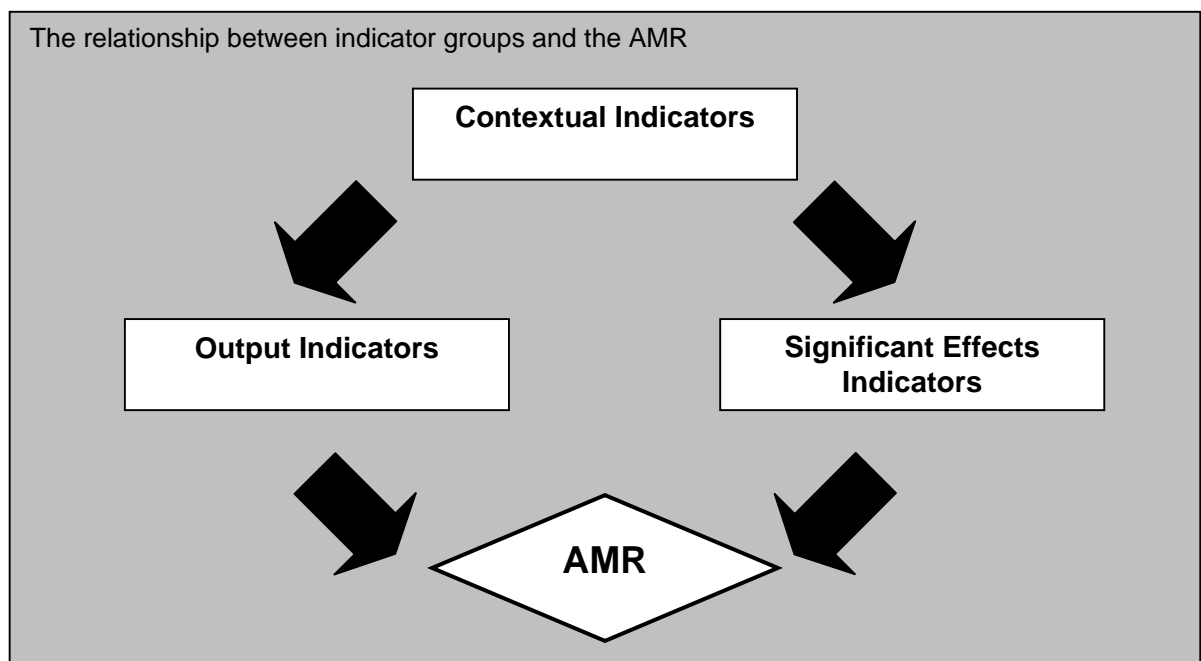 The relationship between indicator groups and the AMR
Contextual Indicators
Output Indicators
Significant Effects
Indicators
AMR